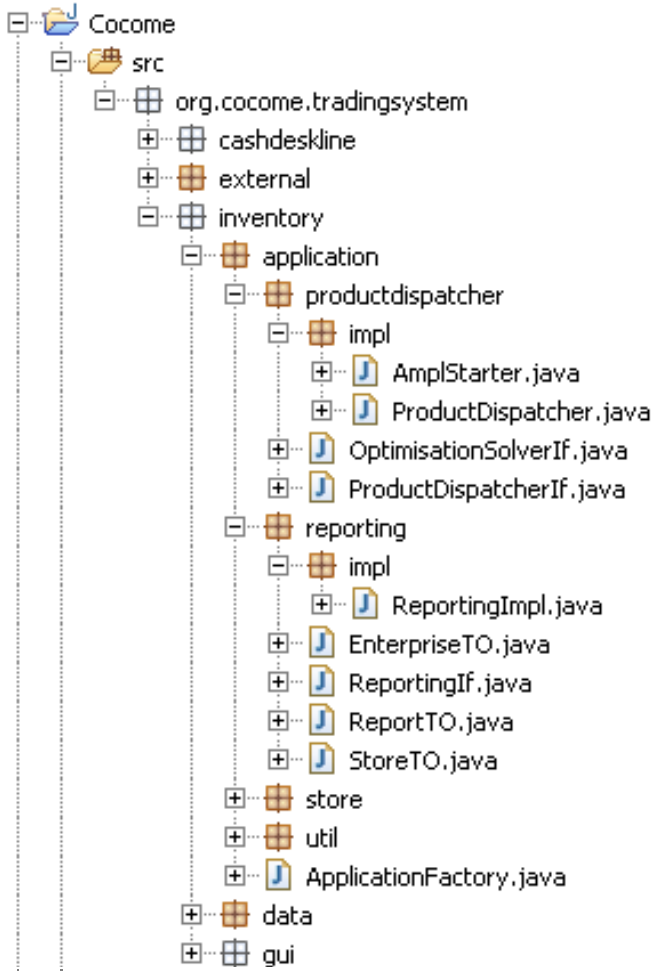 Cocome
src
org.cocome.tradingsystem
cashdeskline
external
inventory
application
productdispatcher
impl
AmplStarter.java
ProductDispatcher.java
OptimisationSolverIf.java
ProductDispatcherIf.java
reporting
impl
ReportingImpl.java
EnterpriseTO.java
ReportingIf.java
ReportTO.java
StoreTO.java
store
util
ApplicationFactory.java
data
gui